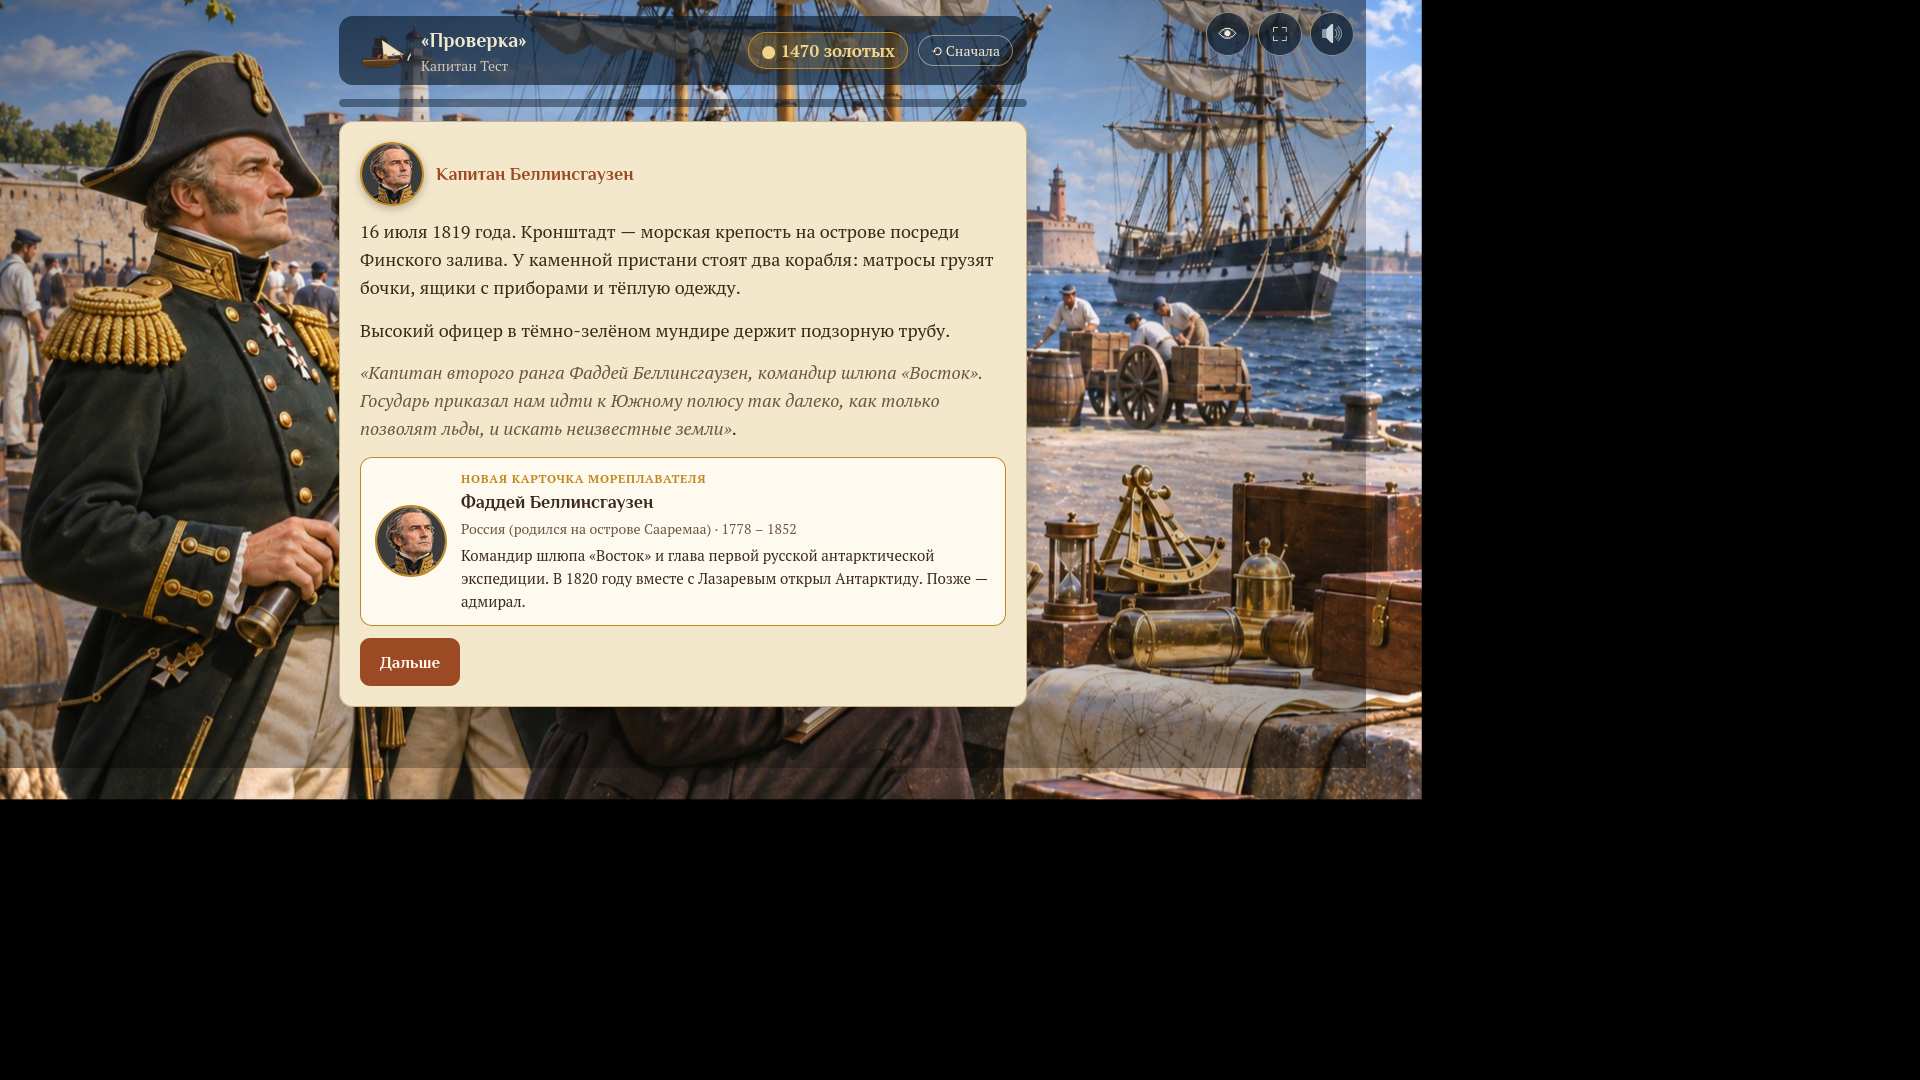 «Проверка»
Капитан Тест
1470 золотых
⟲ Сначала
Капитан Беллинсгаузен
16 июля 1819 года. Кронштадт — морская крепость на острове посреди
Финского залива. У каменной пристани стоят два корабля: матросы грузят
бочки, ящики с приборами и тёплую одежду.
Высокий офицер в тёмно-зелёном мундире держит подзорную трубу.
«Капитан второго ранга Фаддей Беллинсгаузен, командир шлюпа «Восток».
Государь приказал нам идти к Южному полюсу так далеко, как только
позволят льды, и искать неизвестные земли».
НОВАЯ КАРТОЧКА МОРЕПЛАВАТЕЛЯ
Фаддей Беллинсгаузен
Россия (родился на острове Сааремаа) · 1778 – 1852
Командир шлюпа «Восток» и глава первой русской антарктической
экспедиции. В 1820 году вместе с Лазаревым открыл Антарктиду. Позже —
адмирал.
Дальше